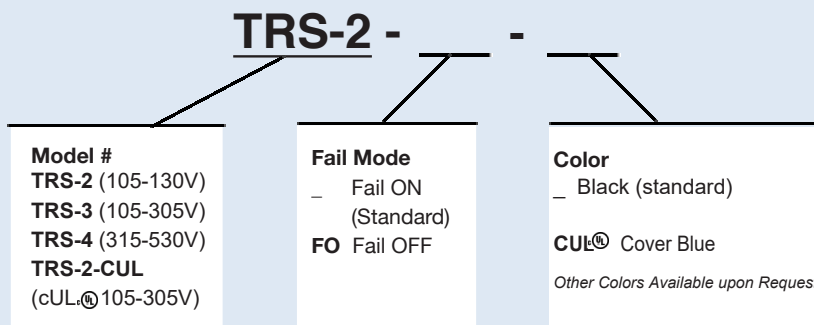 TRS-2 - __ - __
Model #
TRS-2 (105-130V)
TRS-3 (105-305V)
TRS-4 (315-530V)
TRS-2-CUL
(cUL 105-305V)
Fail Mode
_ Fail ON
(Standard)
FO Fail OFF
Color
_ Black (standard)
CUL Cover Blue
Other Colors Available upon Reques